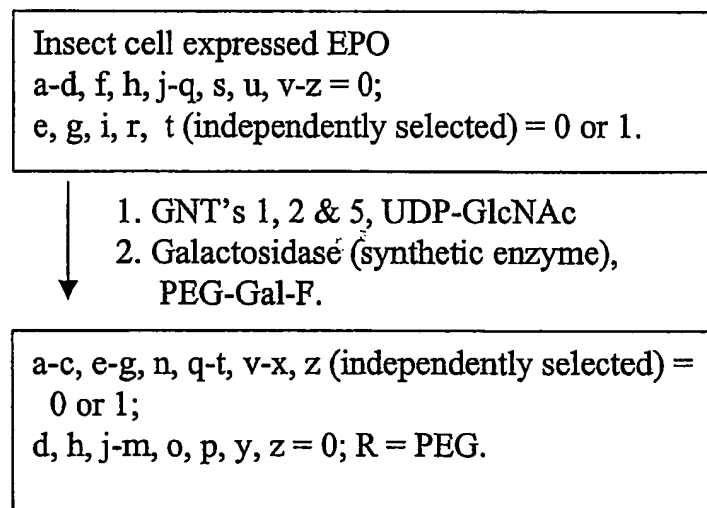 Insect cell expressed EPO
a-d, f, h, j-q, s, u, v-z = 0;
e, g, i, r, t (independently selected) = 0 or 1.
1. GNT's 1, 2 & 5, UDP-GlcNAc
2. Galactosidase (synthetic enzyme),
PEG-Gal-F.
a-c, e-g, n, q-t, v-x, z (independently selected) =
0 or 1;
d, h, j-m, o, p, y, z = 0; R = PEG.